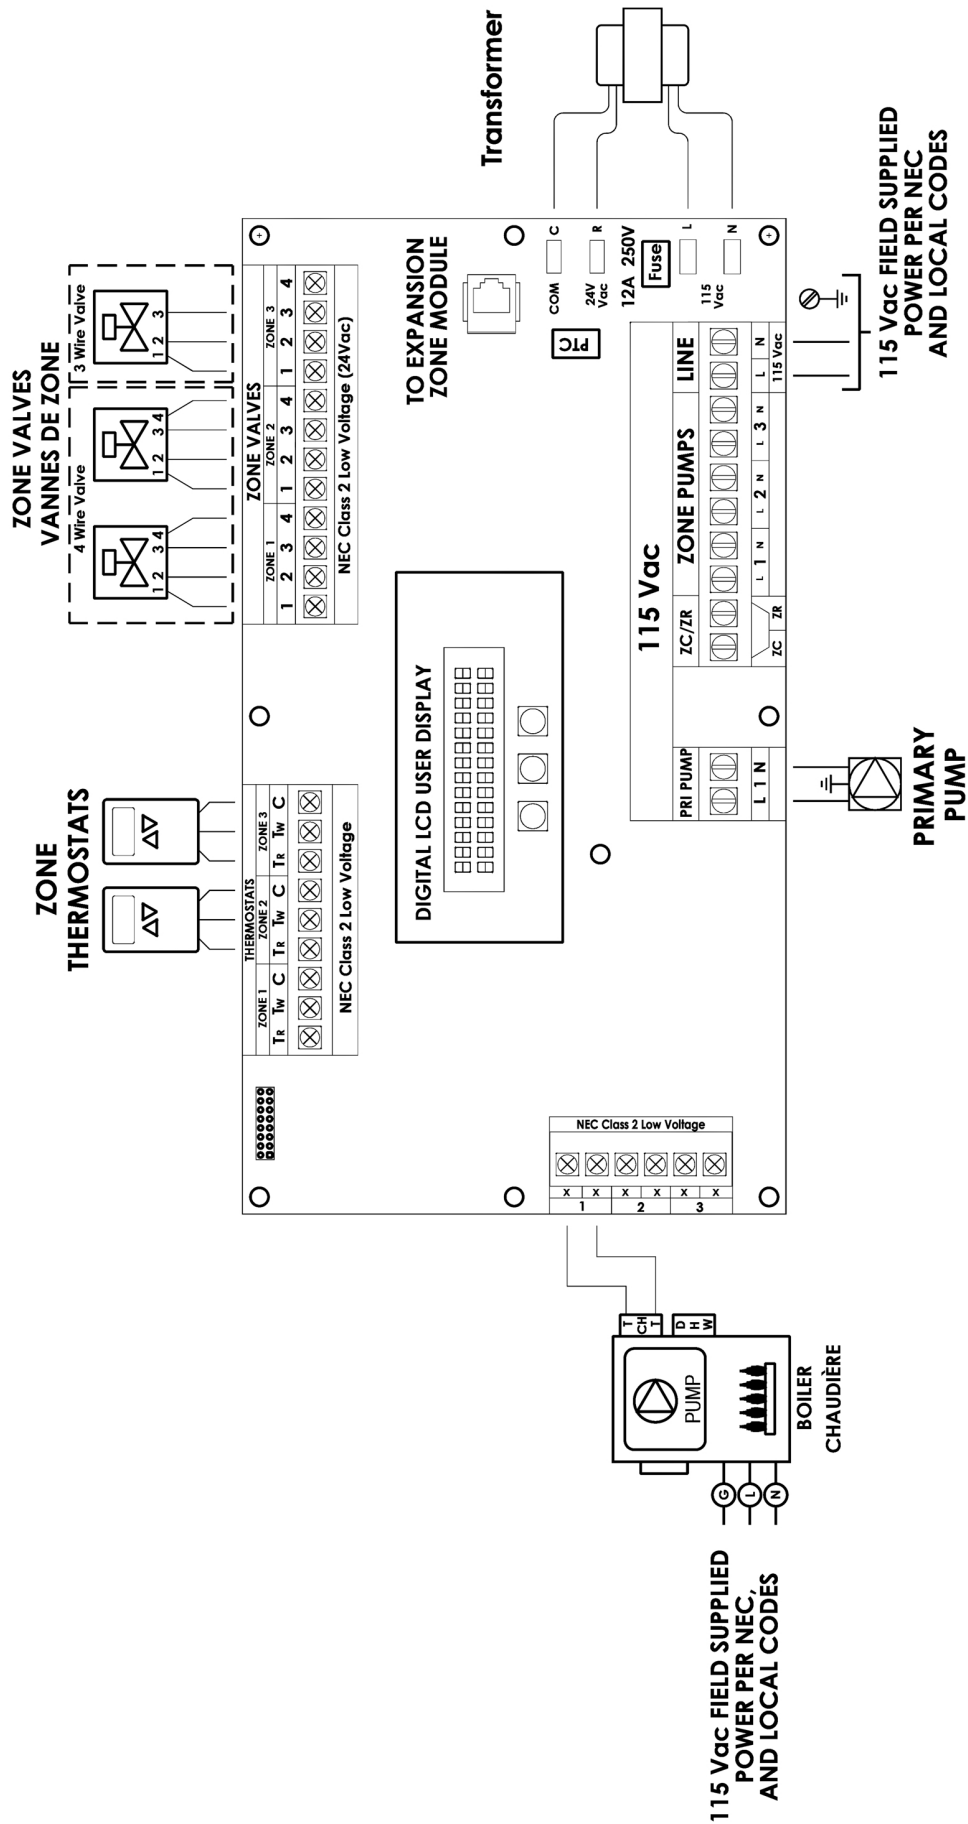 ZONE VALVES
VANNES DE ZONE
4 Wire Valve
3 Wire Valve
1 2 3 4
1 2 3 4
1 2 3
ZONE
THERMOSTATS
Transformer
THERMOSTATS
ZONE 1
ZONE 2
ZONE 3
TR TW C TR TW C TR TW C
NEC Class 2 Low Voltage
ZONE VALVES
ZONE 1
ZONE 2
ZONE 3
1 2 3 4 1 2 3 4 1 2 3 4
NEC Class 2 Low Voltage (24Vac)
TO EXPANSION
ZONE MODULE
DIGITAL LCD USER DISPLAY
PTC
COM
C
24V
Vac
R
12A 250V
Fuse
115
Vac
L
N
NEC Class 2 Low Voltage
x x x x x x
1 2 3
115 Vac
PRI PUMP
ZC/ZR
ZONE PUMPS
LINE
L 1 N
ZC
ZR
L 1 N L 2 N L 3 N
L N
115 Vac
T
CH
T
D
H
W
PUMP
BOILER
CHAUDIÈRE
G
L
N
115 Vac FIELD SUPPLIED
POWER PER NEC,
AND LOCAL CODES
PRIMARY
PUMP
115 Vac FIELD SUPPLIED
POWER PER NEC
AND LOCAL CODES